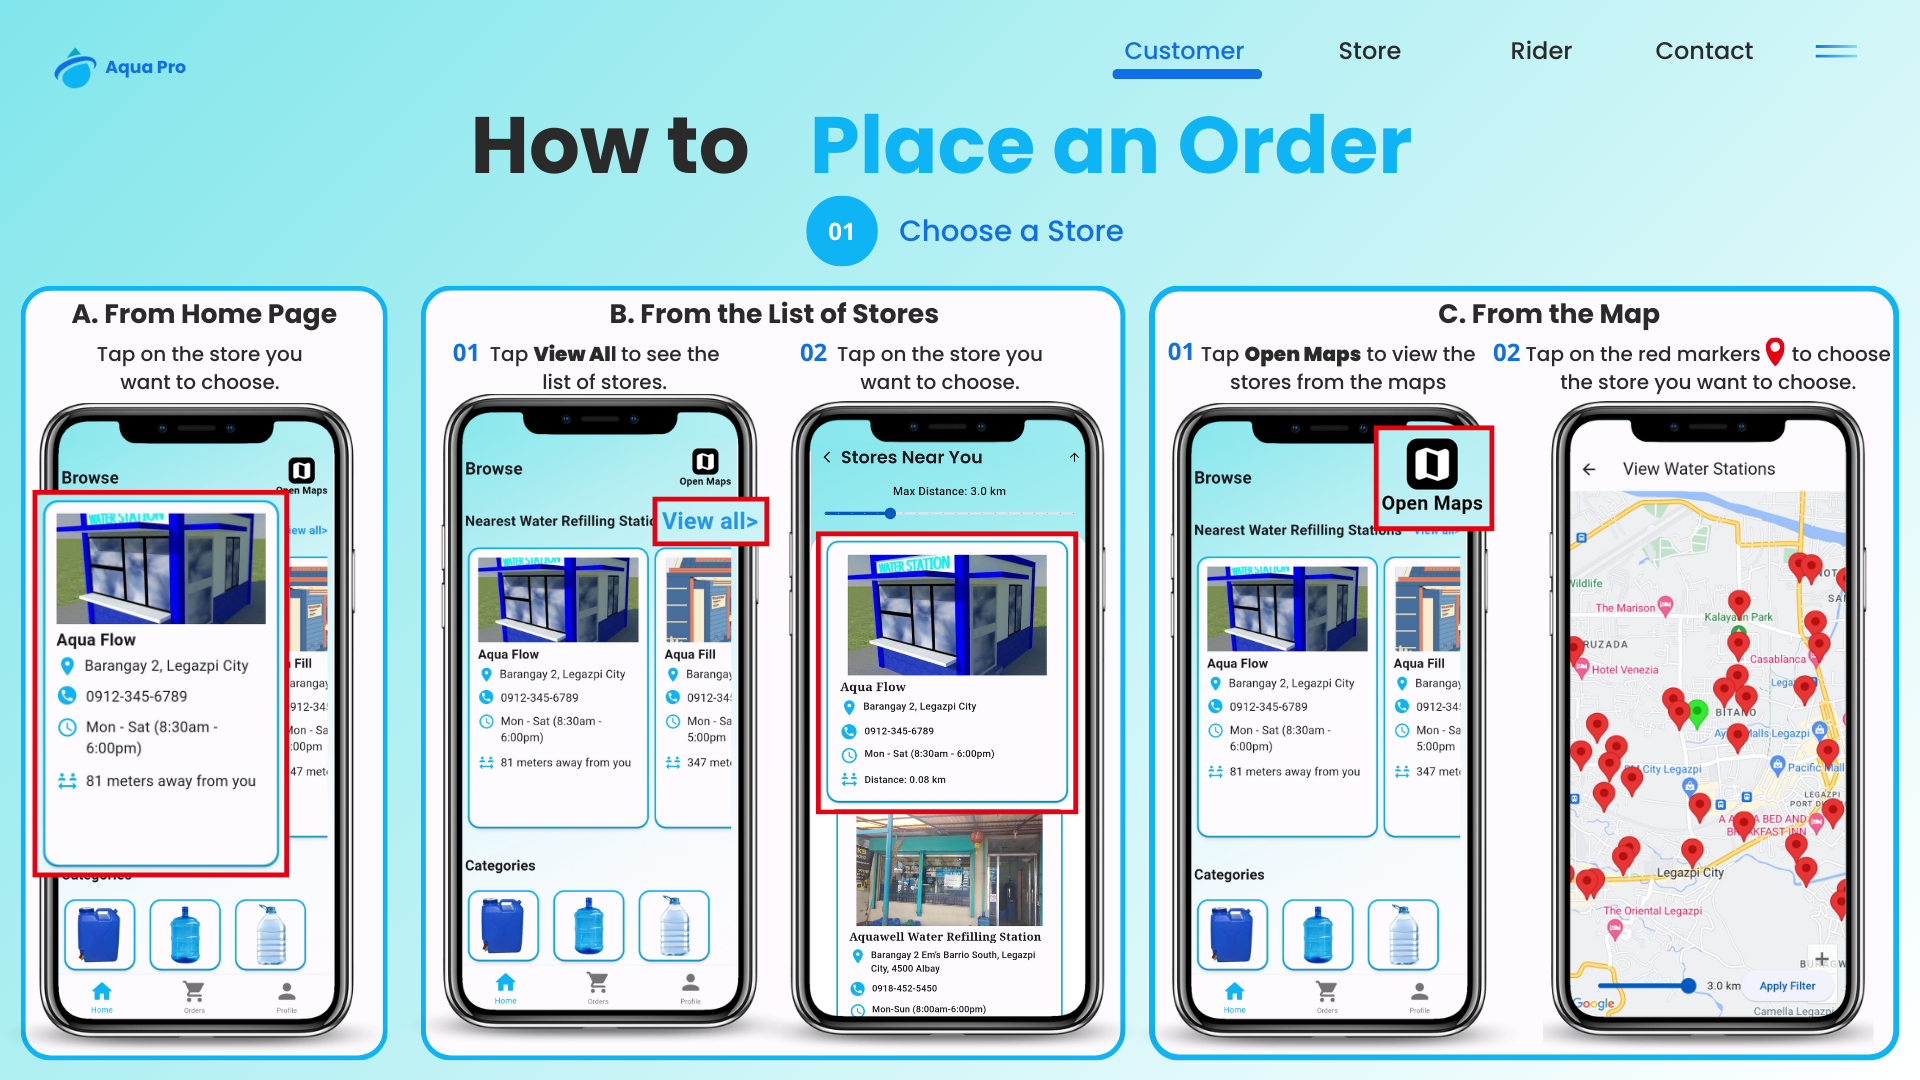 Aqua Pro
Customer
Store
Rider
Contact
How to Place an Order
01 Choose a Store
A. From Home Page
Tap on the store you
want to choose.
Browse
Open Maps
View all>
WATER STATION
Aqua Flow
Barangay 2, Legazpi City
0912-345-6789
Mon - Sat (8:30am -
6:00pm)
81 meters away from you
Fill
Categories
Home
Orders
Profile
B. From the List of Stores
01 Tap View All to see the
list of stores.
Browse
Open Maps
Nearest Water Refilling Static
View all>
Aqua Flow
Barangay 2, Legazpi City
0912-345-6789
Mon - Sat (8:30am -
6:00pm)
81 meters away from you
Aqua Fill
Barangay
0912-34
Mon - Sa
5:00pm
347 met
Categories
Home
Orders
Profile
02 Tap on the store you
want to choose.
Stores Near You
Max Distance: 3.0 km
WATER STATION
Aqua Flow
Barangay 2, Legazpi City
0912-345-6789
Mon - Sat (8:30am - 6:00pm)
Distance: 0.08 km
Aquawell Water Refilling Station
Barangay 2 Em's Barrio South, Legazpi
City, 4500 Albay
0918-452-5450
Mon-Sun (8:00am-6:00pm)
C. From the Map
01 Tap Open Maps to view the
stores from the maps
Browse
Open Maps
Nearest Water Refilling Stations
View all>
Aqua Flow
Barangay 2, Legazpi City
0912-345-6789
Mon - Sat (8:30am -
6:00pm)
81 meters away from you
Aqua Fill
Barangay
0912-34
Mon - Sa
5:00pm
347 met
Categories
Home
Orders
Profile
02 Tap on the red markers to choose
the store you want to choose.
View Water Stations
Wildlife
The Marison
Kalayaan Park
RUZADA
Hotel Venezia
Casablanca
Legaz
BITANO
Ayala Malls Legazpi
City Legazpi
Pacific Mall
LEGAZPI
PORT DI
BED AND
BREAKFAST INN
Legazpi City
The Oriental Legazpi
+
3.0 km
Apply Filter
Google
Camella Legazpi